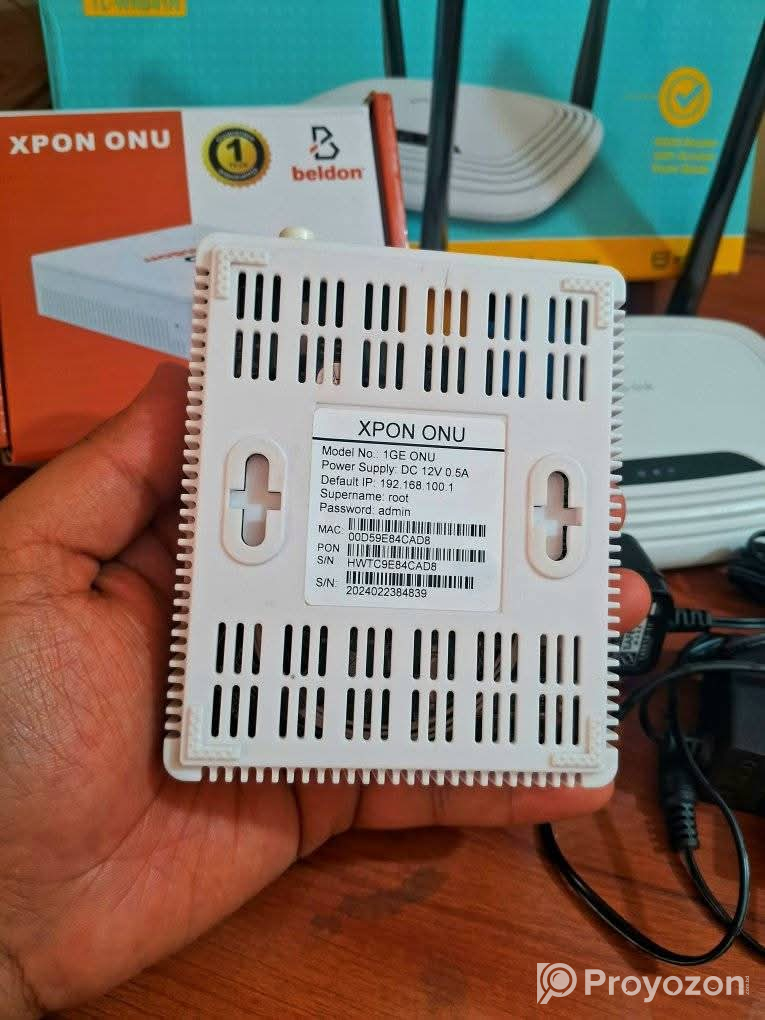 XPON ONU
1
beldon
XPON ONU
Model No.. 1GE ONU
Power Supply: DC 12V 0.5A
Default IP: 192.168.100.1
Supername: root
Password: admin
MAC:
00D59E84CAD8
PON
S/N
HWTC9E84CAD8
S/N:
2024022384839
Proyozon